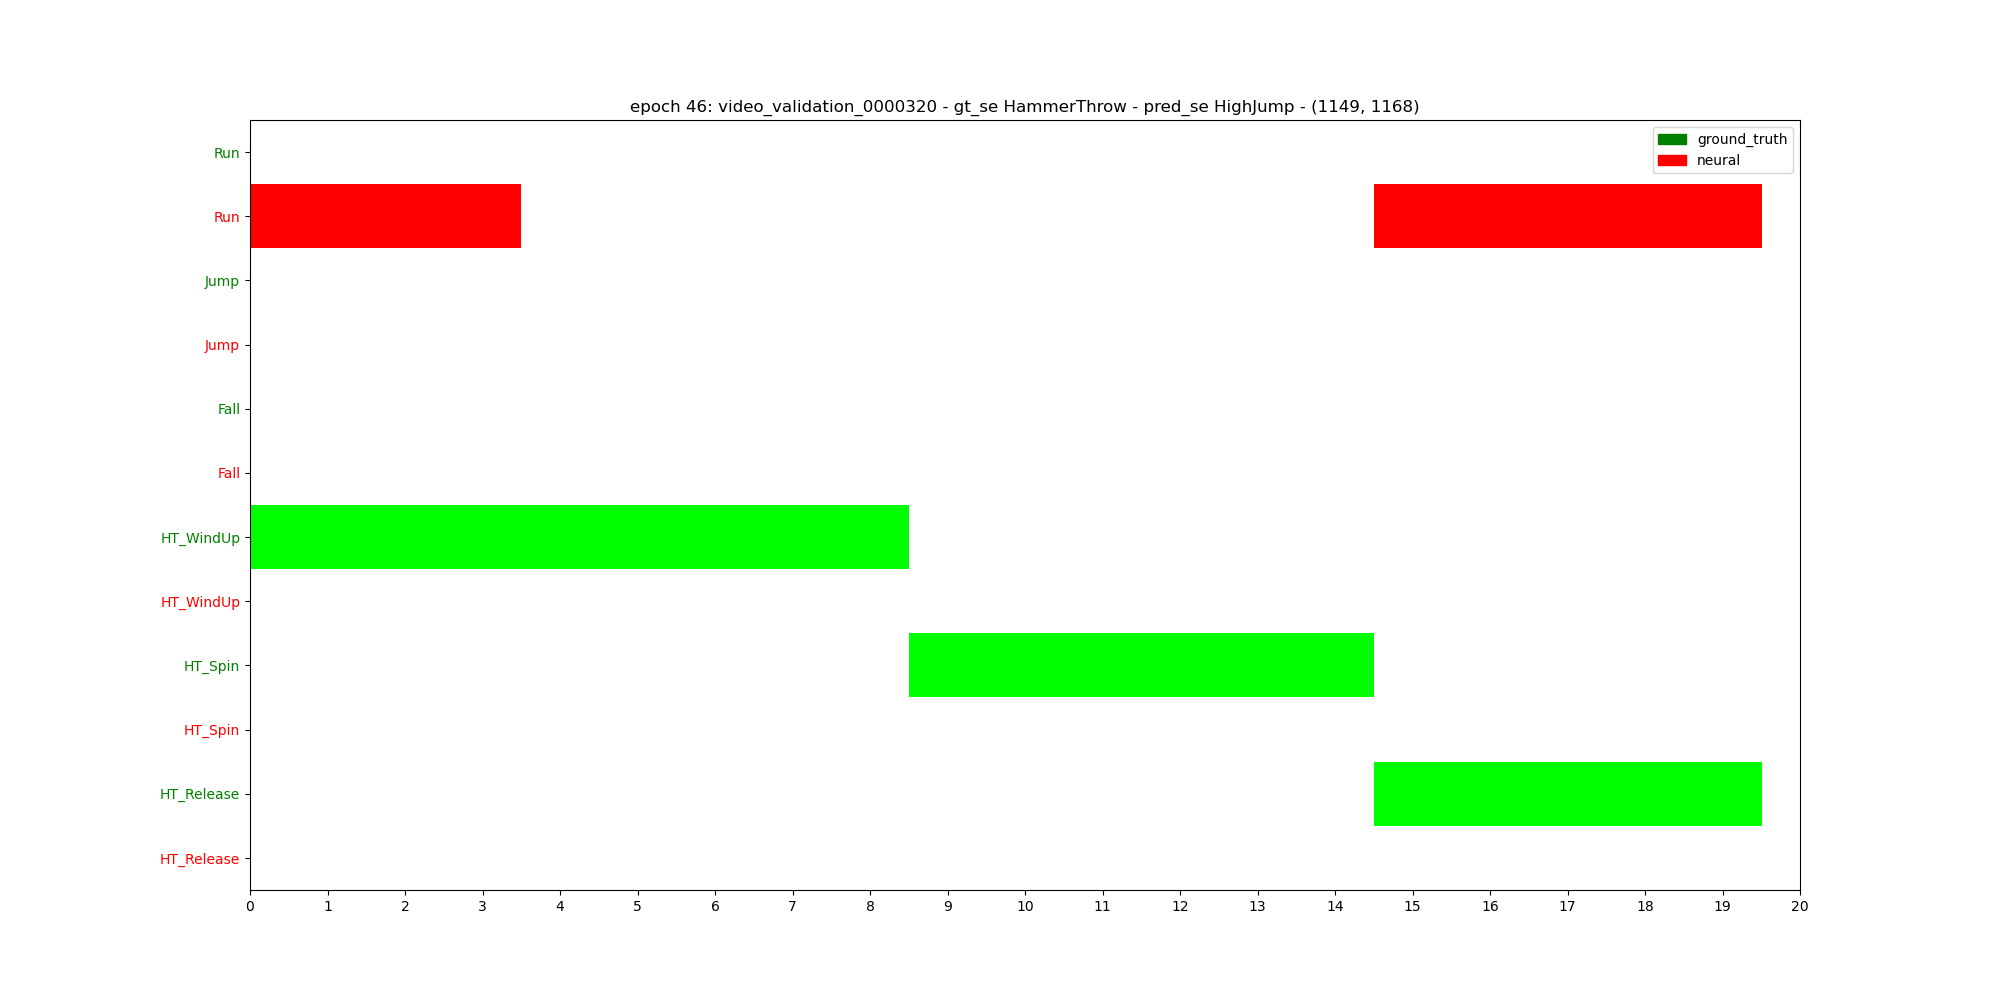 epoch 46: video_validation_0000320 - gt_se HammerThrow - pred_se HighJump - (1149, 1168)
ground_truth
neural
Run
Run
Jump
Jump
Fall
Fall
HT_WindUp
HT_WindUp
HT_Spin
HT_Spin
HT_Release
HT_Release
0 1 2 3 4 5 6 7 8 9 10 11 12 13 14 15 16 17 18 19 20